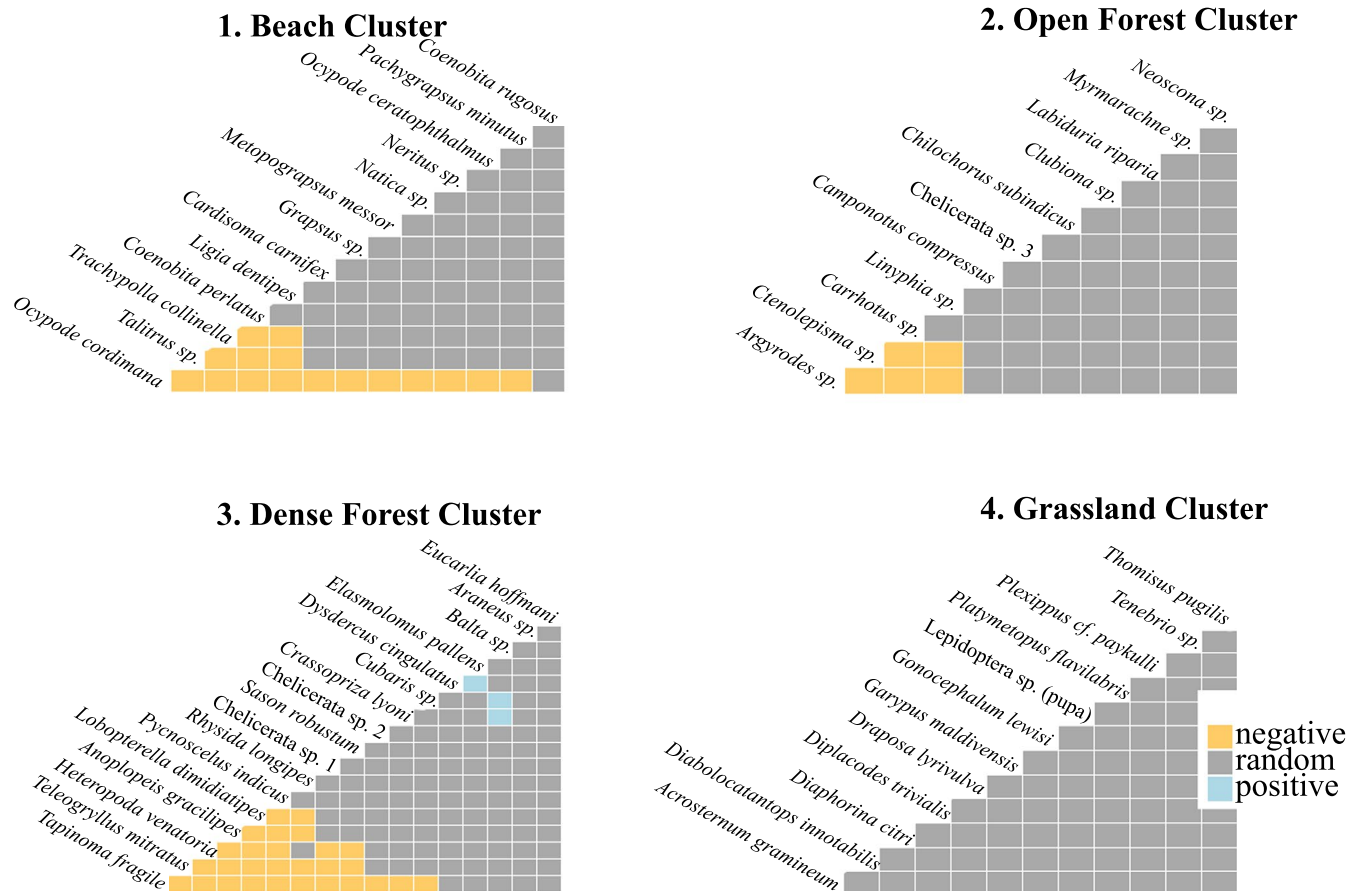 1. Beach Cluster
Coenobita rugosus
Pachygrapsus minutus
Ocypode ceratophthalmus
Neritus sp.
Natica sp.
Metopograpsus messor
Grapsus sp.
Cardisoma carnifex
Ligia dentipes
Coenobita perlatus
Trachypolla collinella
Talitrus sp.
Ocypode cordimana
2. Open Forest Cluster
Neoscona sp.
Myrmarachne sp.
Labiduria riparia
Clubiona sp.
Chilochorus subindicus
Chelicerata sp. 3
Camponotus compressus
Linyphia sp.
Carrhotus sp.
Ctenolepisma sp.
Argyrodes sp.
3. Dense Forest Cluster
Eucarlia hoffmani
Araneus sp.
Balta sp.
Elasmolomus pallens
Dysdercus cingulatus
Cubaris sp.
Crassopriza lyoni
Chelicerata sp. 2
Sason robustum
Chelicerata sp. 1
Rhysida longipes
Pycnoscelus indicus
Lobopterella dimidiatipes
Anoplopeis gracilipes
Heteropoda venatoria
Teleogryllus mitratus
Tapinoma fragile
4. Grassland Cluster
Thomisus pugilis
Tenebrio sp.
Plexippus cf. paykulli
Platymetopus flavilabris
Lepidoptera sp. (pupa)
Gonocephalum lewisi
Garypus maldivensis
Draposa lyrivulva
Diplacodes trivialis
Diaphorina citri
Diabolocatantops innotabilis
Acrosternum gramineum
negative
random
positive